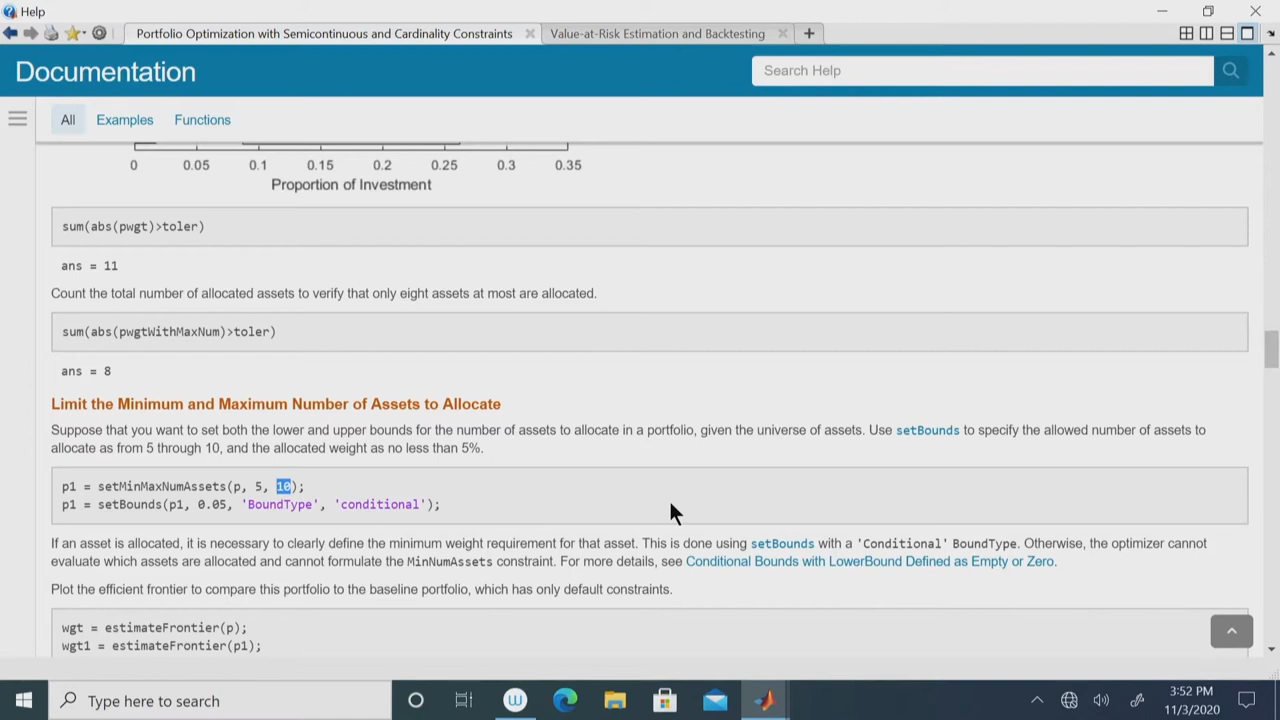 Help
Portfolio Optimization with Semicontinuous and Cardinality Constraints
Value-at-Risk Estimation and Backtesting
Documentation
Search Help
All Examples Functions
0 0.05 0.1 0.15 0.2 0.25 0.3 0.35
Proportion of Investment
sum(abs(pwgt)>toler)
ans = 11
Count the total number of allocated assets to verify that only eight assets at most are allocated.
sum(abs(pwgtWithMaxNum)>toler)
ans = 8
Limit the Minimum and Maximum Number of Assets to Allocate
Suppose that you want to set both the lower and upper bounds for the number of assets to allocate in a portfolio, given the universe of assets. Use setBounds to specify the allowed number of assets to
allocate as from 5 through 10, and the allocated weight as no less than 5%.
p1 = setMinMaxNumAssets(p, 5, 10);
p1 = setBounds(p1, 0.05, 'BoundType', 'conditional');
If an asset is allocated, it is necessary to clearly define the minimum weight requirement for that asset. This is done using setBounds with a 'Conditional' BoundType. Otherwise, the optimizer cannot
evaluate which assets are allocated and cannot formulate the MinNumAssets constraint. For more details, see Conditional Bounds with LowerBound Defined as Empty or Zero.
Plot the efficient frontier to compare this portfolio to the baseline portfolio, which has only default constraints.
wgt = estimateFrontier(p);
wgt1 = estimateFrontier(p1);
Type here to search
3:52 PM
11/3/2020